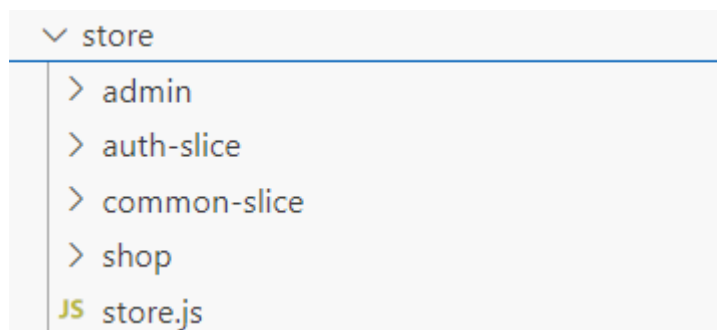 store
admin
auth-slice
common-slice
shop
JS store.js